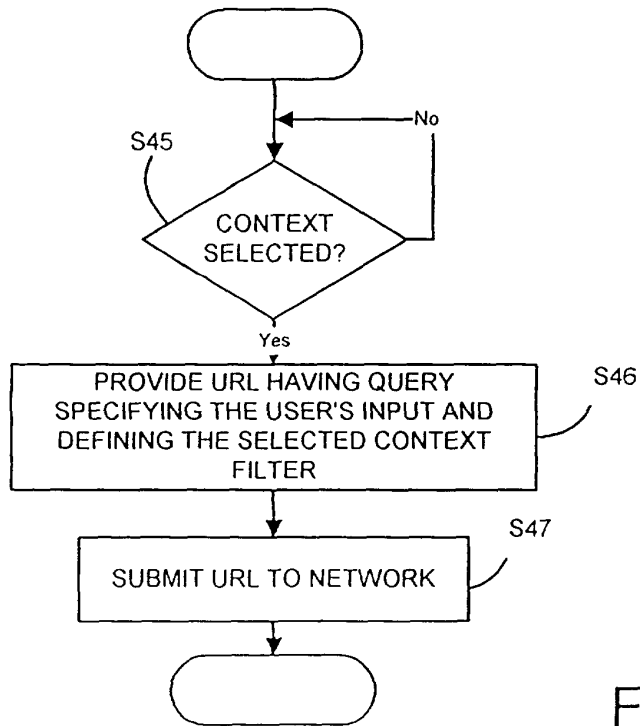 No
S45
CONTEXT
SELECTED?
Yes
PROVIDE URL HAVING QUERY
SPECIFYING THE USER'S INPUT AND
DEFINING THE SELECTED CONTEXT
FILTER
S46
S47
SUBMIT URL TO NETWORK